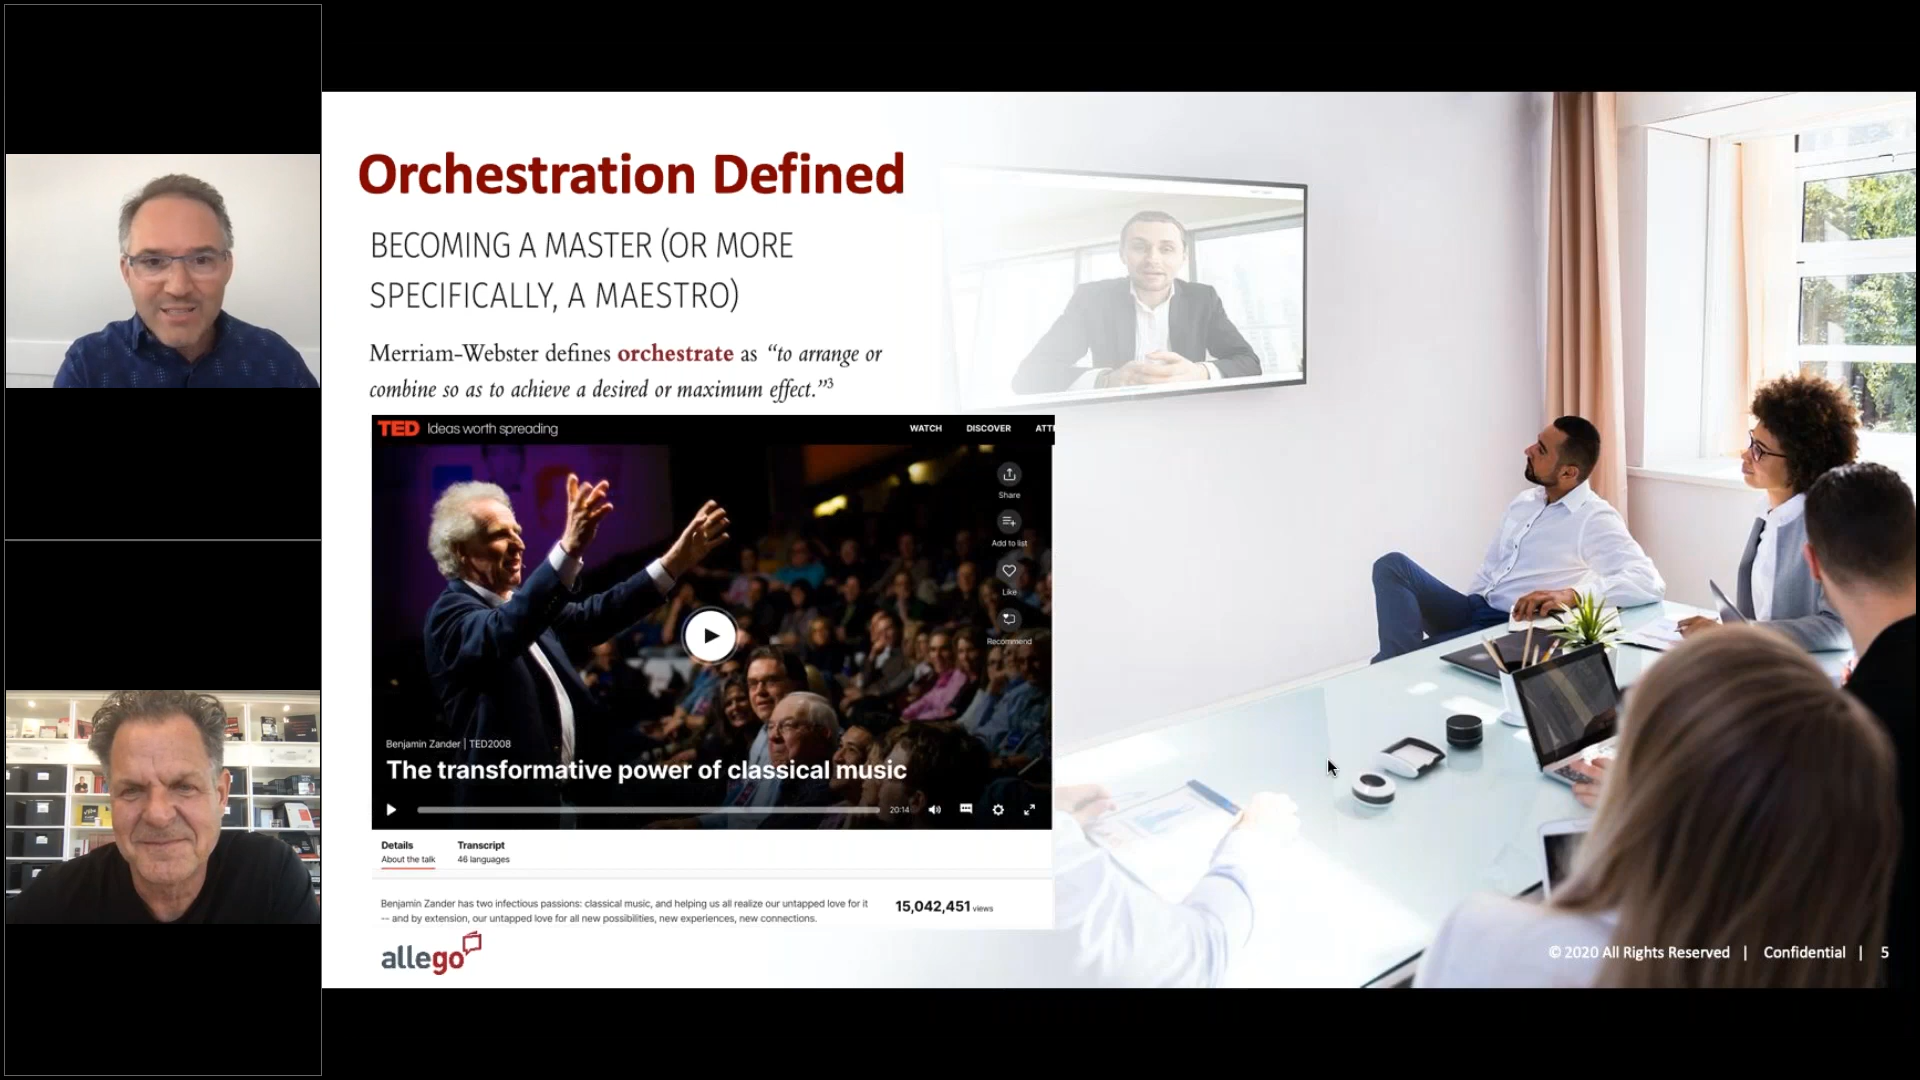 Orchestration Defined
BECOMING A MASTER (OR MORE
SPECIFICALLY, A MAESTRO)
Merriam-Webster defines orchestrate as “to arrange or
combine so as to achieve a desired or maximum effect.”3
TED Ideas worth spreading
WATCH DISCOVER ATT
Share
Add to list
Like
Recommend
Benjamin Zander | TED2008
The transformative power of classical music
20:14
Details Transcript
About the talk 46 languages
Benjamin Zander has two infectious passions: classical music, and helping us all realize our untapped love for it
-- and by extension, our untapped love for all new possibilities, new experiences, new connections.
15,042,451 views
allego
© 2020 All Rights Reserved | Confidential | 5